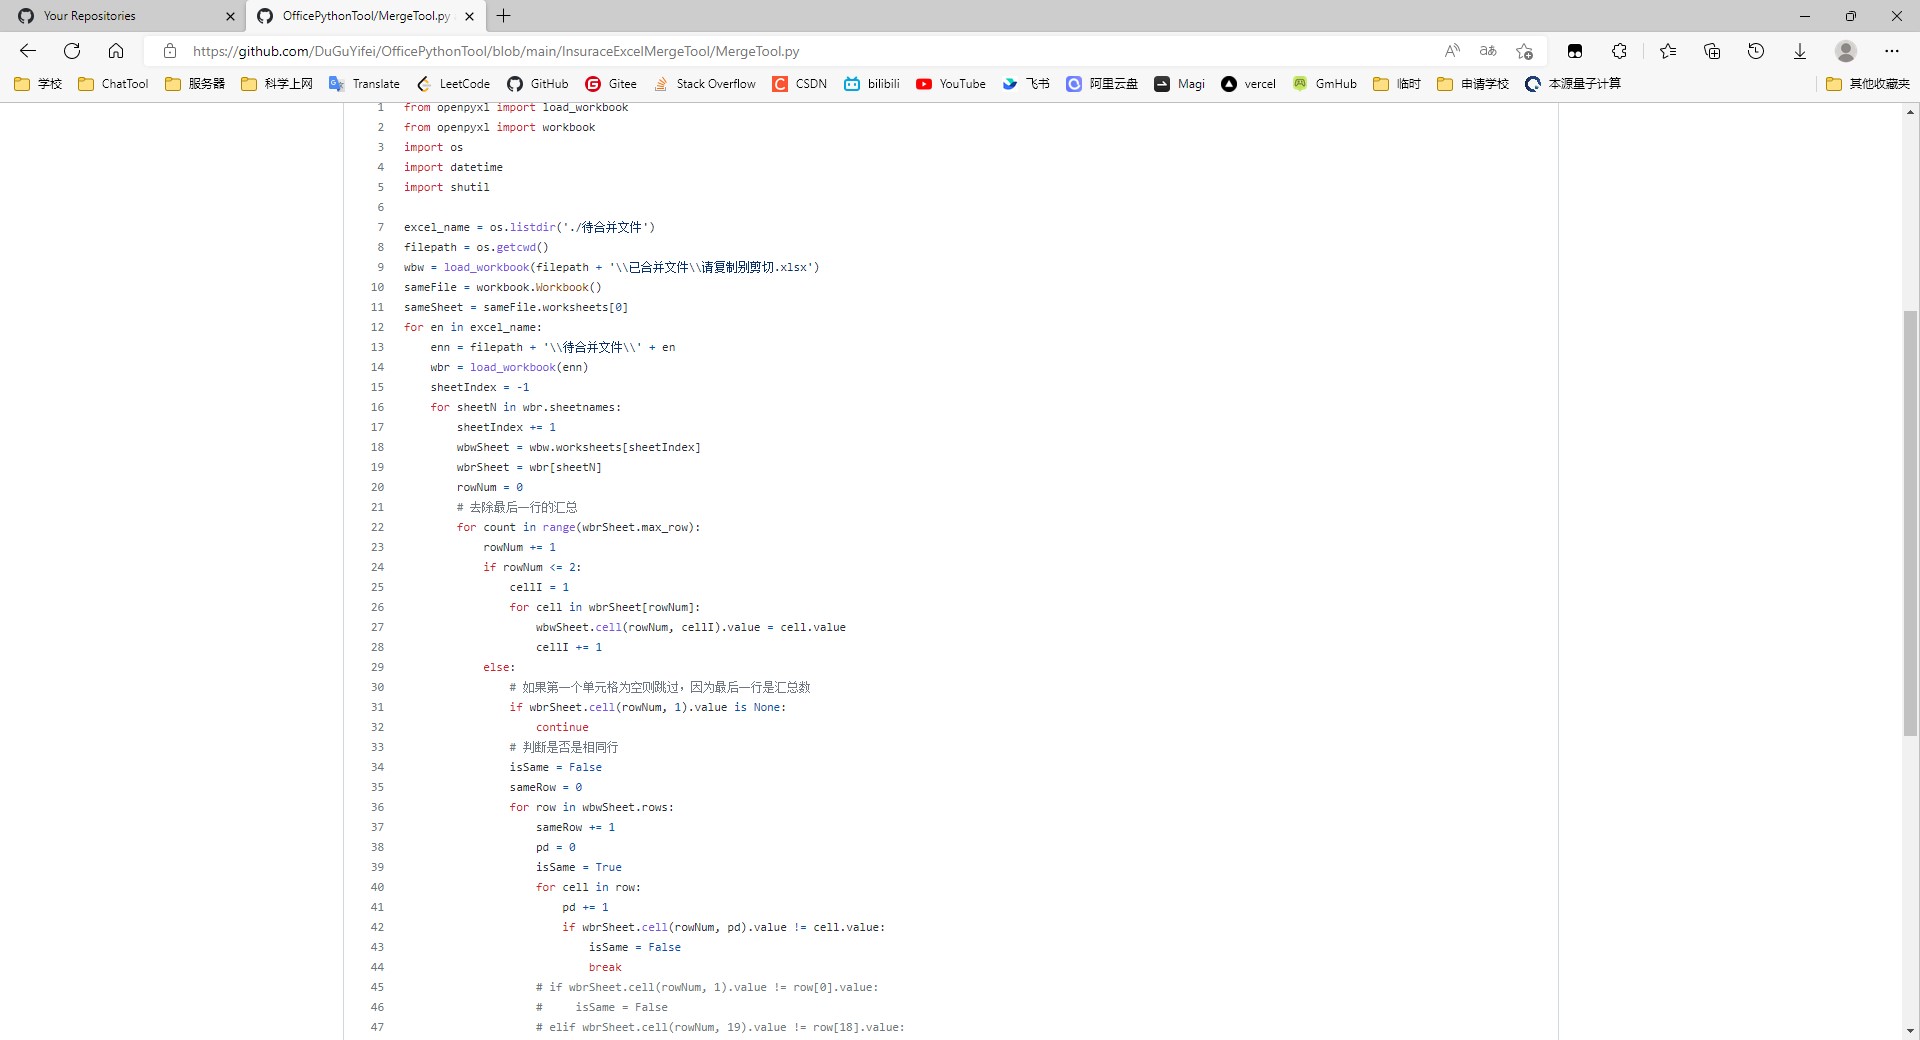 Your Repositories
OfficePythonTool/MergeTool.py
https://github.com/DuGuYifei/OfficePythonTool/blob/main/InsuraceExcelMergeTool/MergeTool.py
学校 ChatTool 服务器 科学上网 Translate LeetCode GitHub Gitee Stack Overflow CSDN bilibili YouTube 飞书 阿里云盘 Magi vercel GmHub 临时 申请学校 本源量子计算 其他收藏夹
1 from openpyxl import load_workbook
2 from openpyxl import workbook
3 import os
4 import datetime
5 import shutil
6
7 excel_name = os.listdir('./待合并文件')
8 filepath = os.getcwd()
9 wbw = load_workbook(filepath + '\\已合并文件\\请复制别剪切.xlsx')
10 sameFile = workbook.Workbook()
11 sameSheet = sameFile.worksheets[0]
12 for en in excel_name:
13 enn = filepath + '\\待合并文件\\' + en
14 wbr = load_workbook(enn)
15 sheetIndex = -1
16 for sheetN in wbr.sheetnames:
17 sheetIndex += 1
18 wbwSheet = wbw.worksheets[sheetIndex]
19 wbrSheet = wbr[sheetN]
20 rowNum = 0
21 # 去除最后一行的汇总
22 for count in range(wbrSheet.max_row):
23 rowNum += 1
24 if rowNum <= 2:
25 cellI = 1
26 for cell in wbrSheet[rowNum]:
27 wbwSheet.cell(rowNum, cellI).value = cell.value
28 cellI += 1
29 else:
30 # 如果第一个单元格为空则跳过，因为最后一行是汇总数
31 if wbrSheet.cell(rowNum, 1).value is None:
32 continue
33 # 判断是否是相同行
34 isSame = False
35 sameRow = 0
36 for row in wbwSheet.rows:
37 sameRow += 1
38 pd = 0
39 isSame = True
40 for cell in row:
41 pd += 1
42 if wbrSheet.cell(rowNum, pd).value != cell.value:
43 isSame = False
44 break
45 # if wbrSheet.cell(rowNum, 1).value != row[0].value:
46 # isSame = False
47 # elif wbrSheet.cell(rowNum, 19).value != row[18].value: